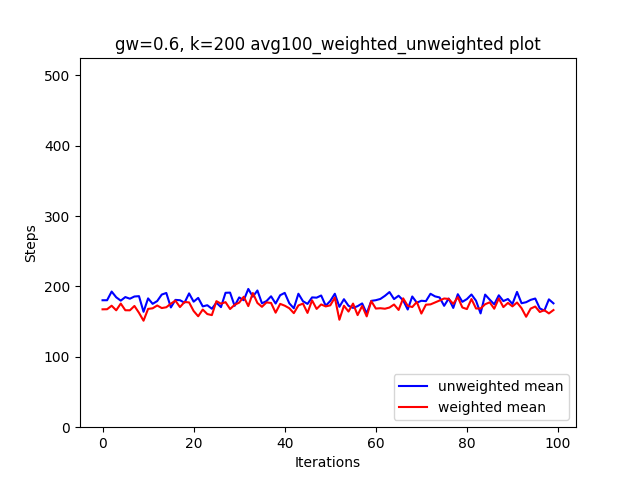 gw=0.6, k=200 avg100_weighted_unweighted plot
500
400
300
200
100
0
Steps
0 20 40 60 80 100
Iterations
unweighted mean
weighted mean